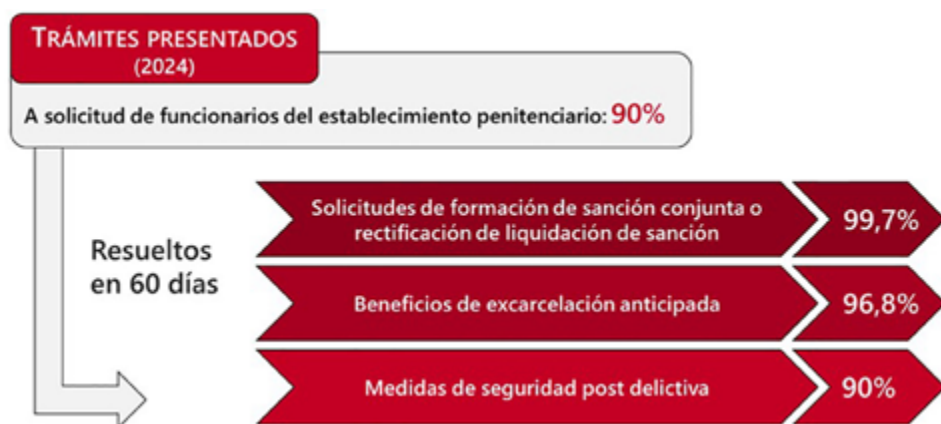 TRÁMITES PRESENTADOS
(2024)
A solicitud de funcionarios del establecimiento penitenciario: 90%
Resueltos
en 60 días
Solicitudes de formación de sanción conjunta o
rectificación de liquidación de sanción
99,7%
Beneficios de excarcelación anticipada
96,8%
Medidas de seguridad post delictiva
90%